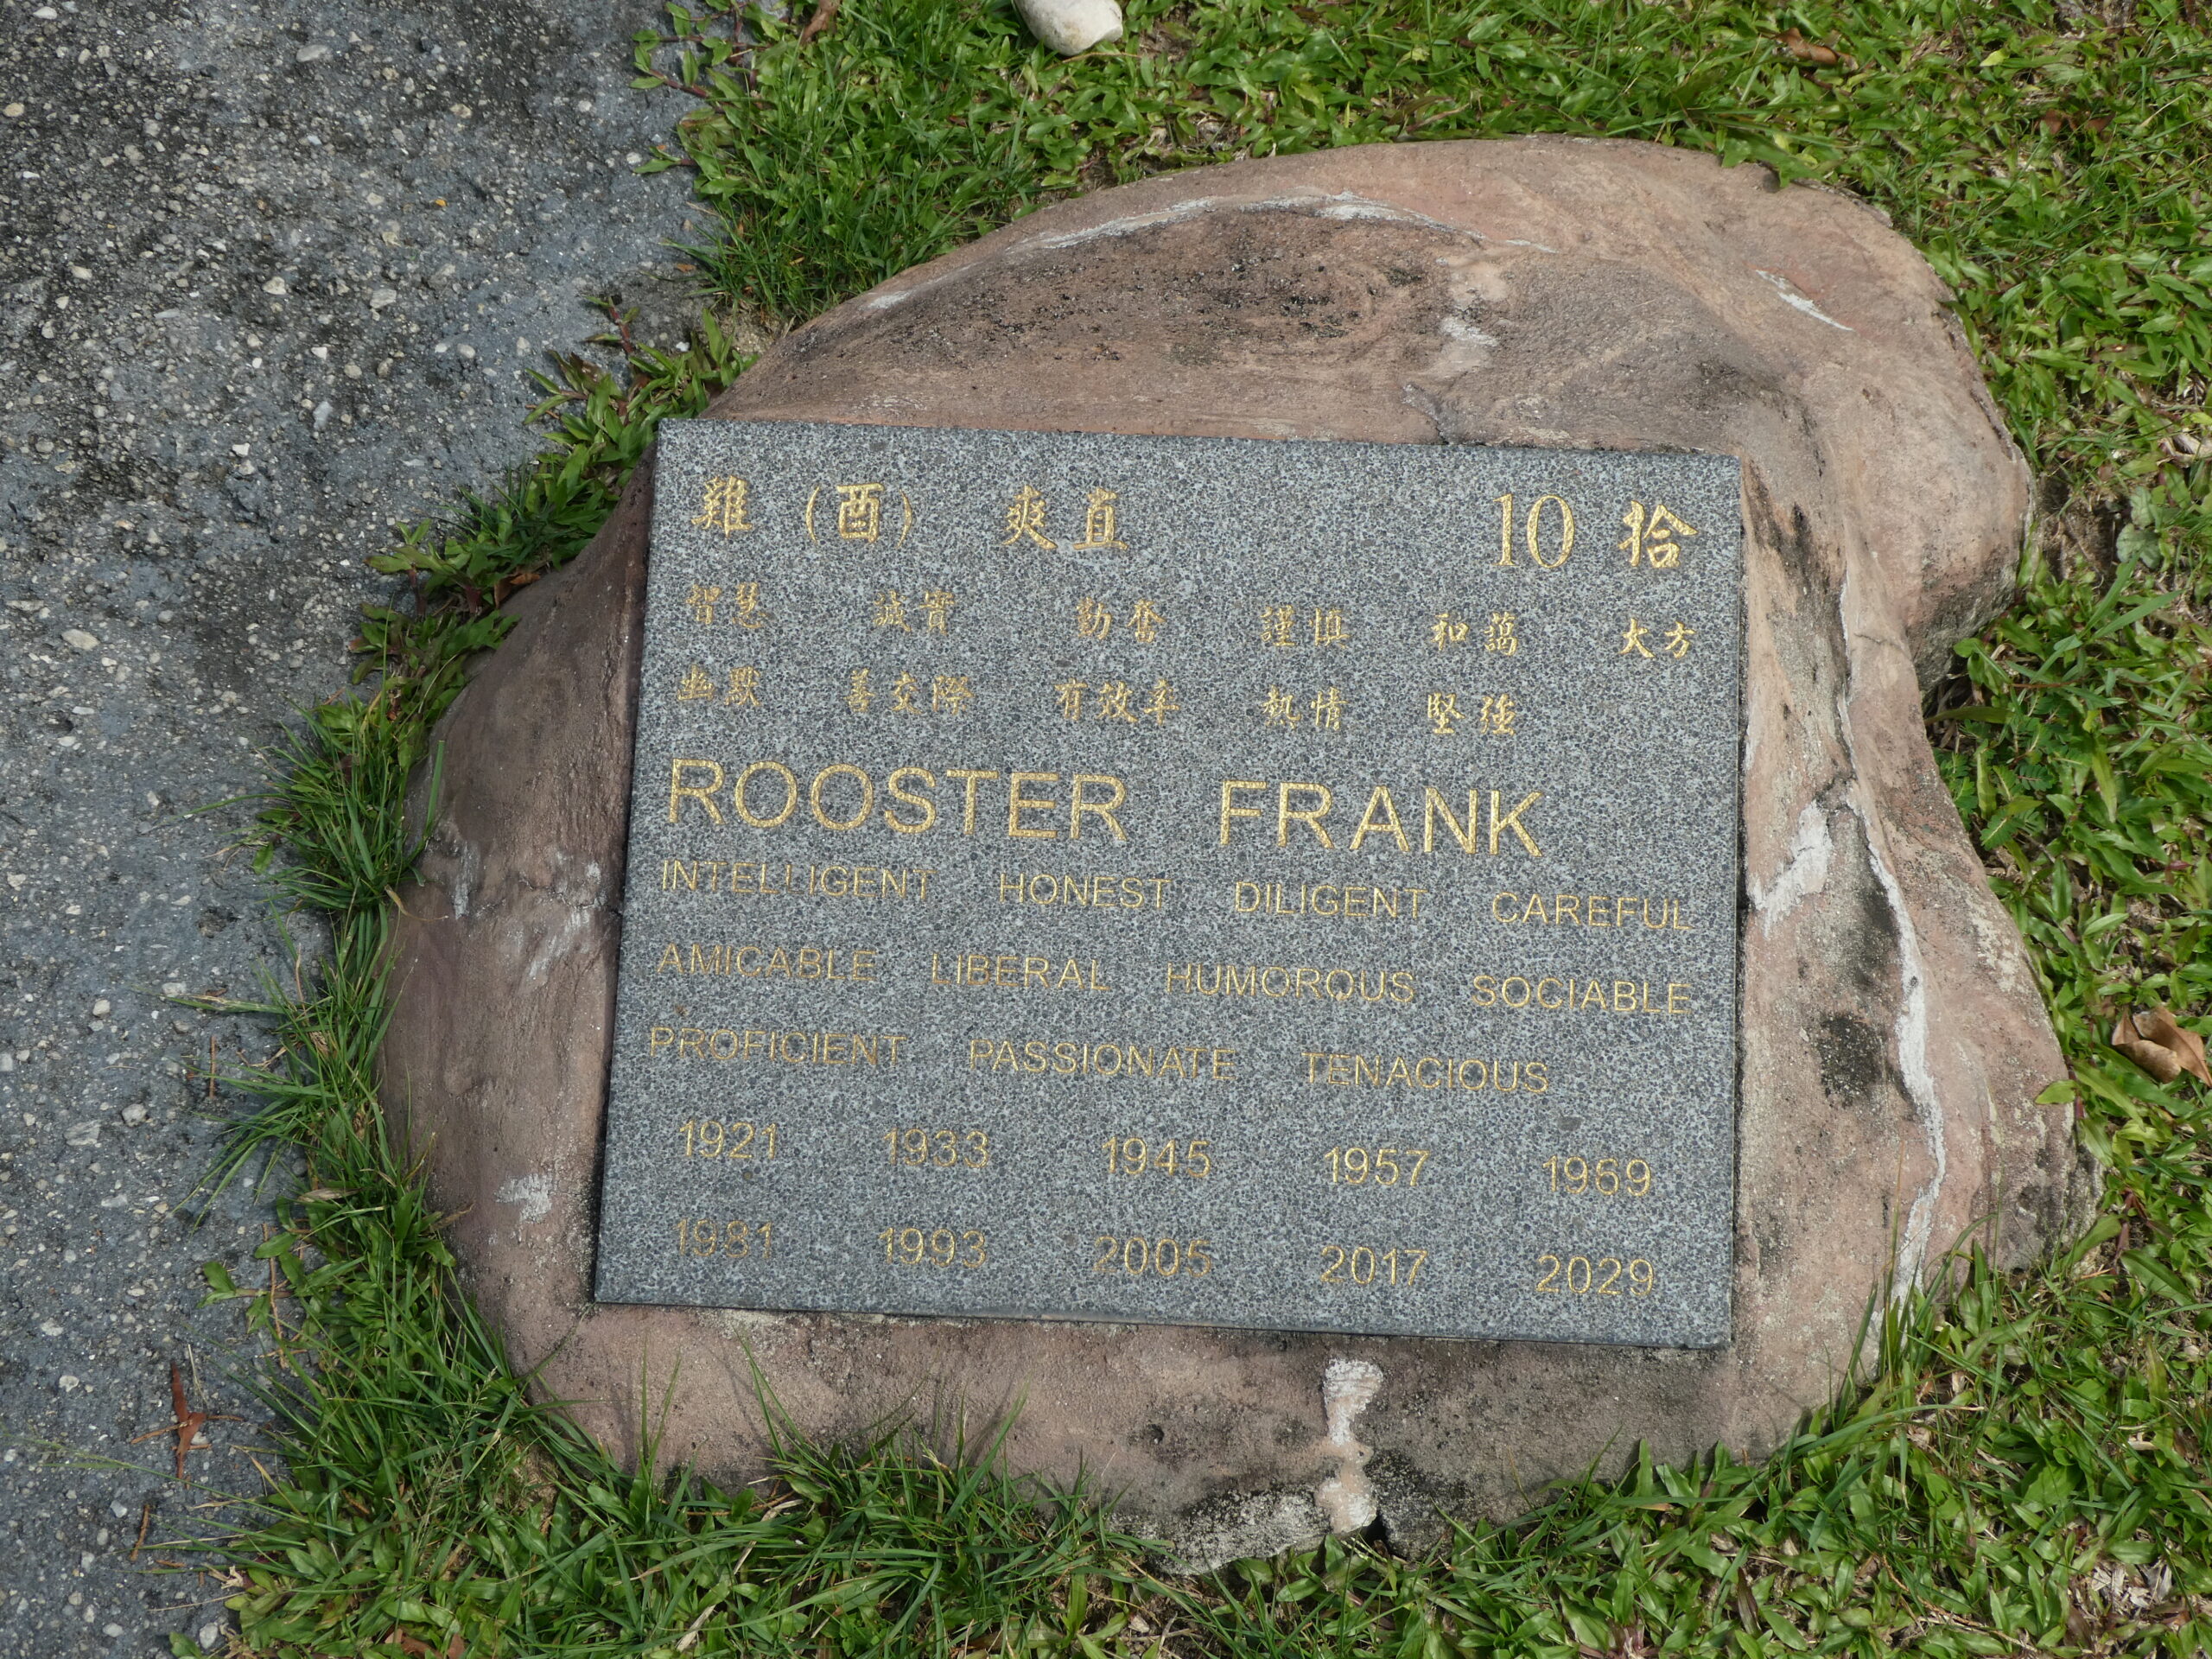 雞 (酉) 爽直 10 拾
智慧 誠實 勤奮 謹慎 和藹 大方
幽默 善交際 有效率 熱情 堅強
ROOSTER FRANK
INTELLIGENT HONEST DILIGENT CAREFUL
AMICABLE LIBERAL HUMOROUS SOCIABLE
PROFICIENT PASSIONATE TENACIOUS
1921 1933 1945 1957 1969
1981 1993 2005 2017 2029